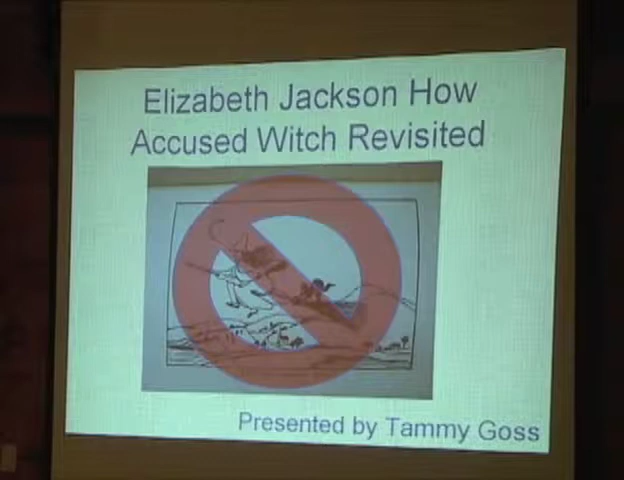 Elizabeth Jackson How
Accused Witch Revisited
Presented by Tammy Goss